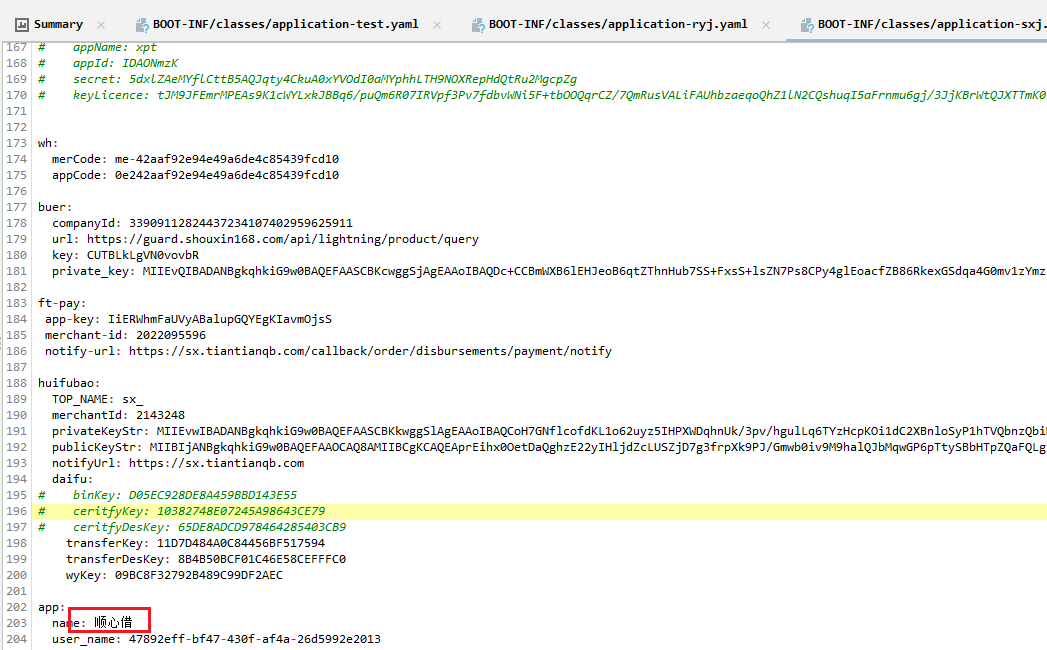 Summary × BOOT-INF/classes/application-test.yaml × BOOT-INF/classes/application-ryj.yaml × BOOT-INF/classes/application-sxj.
167 # appName: xpt
168 # appId: IDAONmzK
169 # secret: 5dxlZAeMYflCttB5AQJqty4CkuA0xYVOdI0aMYphhLTH9NOXRepHdQtRu2MgcpZg
170 # keyLicence: tJM9JFEmrMPEAs9K1cWYLxkJBBq6/puQm6R07IRVpf3Pv7fdbvWNi5F+tbOOQqrCZ/7QmRusVALiFAUhbzaeqoQhZ1lN2CQshuqI5aFrnmu6gj/3JjKBrWtQJXTTmK0
171
172
173 wh:
174 merCode: me-42aaf92e94e49a6de4c85439fcd10
175 appCode: 0e242aaf92e94e49a6de4c85439fcd10
176
177 buer:
178 companyId: 33909112824437234107402959625911
179 url: https://guard.shouxin168.com/api/lightning/product/query
180 key: CUTBLkLgVN0vovbR
181 private_key: MIIEvQIBADANBgkqhkiG9w0BAQEFAASCBKcwggSjAgEAAoIBAQDc+CCBmWXB6lEHJeoB6qtZThnHub7SS+FxsS+lsZN7Ps8CPy4glEoacfZB86RkexGSdqa4G0mv1zYmz
182
183 ft-pay:
184 app-key: IiERWhmFaUVyABalupGQYEgKIavmOjsS
185 merchant-id: 2022095596
186 notify-url: https://sx.tiantianqb.com/callback/order/disbursements/payment/notify
187
188 huifubao:
189 TOP_NAME: sx_
190 merchantId: 2143248
191 privateKeyStr: MIIEvwIBADANBgkqhkiG9w0BAQEFAASCBKkwggSlAgEAAoIBAQCoH7GNflcofdKL1o62uyz5IHPXWDqhnUk/3pv/hgulLq6TYzHcpKOi1dC2XBnloSyP1hTVQbnzQbi
192 publicKeyStr: MIIBIjANBgkqhkiG9w0BAQEFAAOCAQ8AMIIBCgKCAQEAprEihx0OetDaQghzE22yIHljdZcLUSZjD7g3frpXk9PJ/Gmwb0iv9M9halQJbMqwGP6pTtySBbHTpZQaFQLg
193 notifyUrl: https://sx.tiantianqb.com
194 daifu:
195 # binKey: D05EC928DE8A459BBD143E55
196 # ceritfyKey: 10382748E07245A98643CE79
197 # ceritfyDesKey: 65DE8ADCD978464285403CB9
198 transferKey: 11D7D484A0C84456BF517594
199 transferDesKey: 8B4B50BCF01C46E58CEFFFC0
200 wyKey: 09BC8F32792B489C99DF2AEC
201
202 app:
203 name: 顺心借
204 user_name: 47892eff-bf47-430f-af4a-26d5992e2013